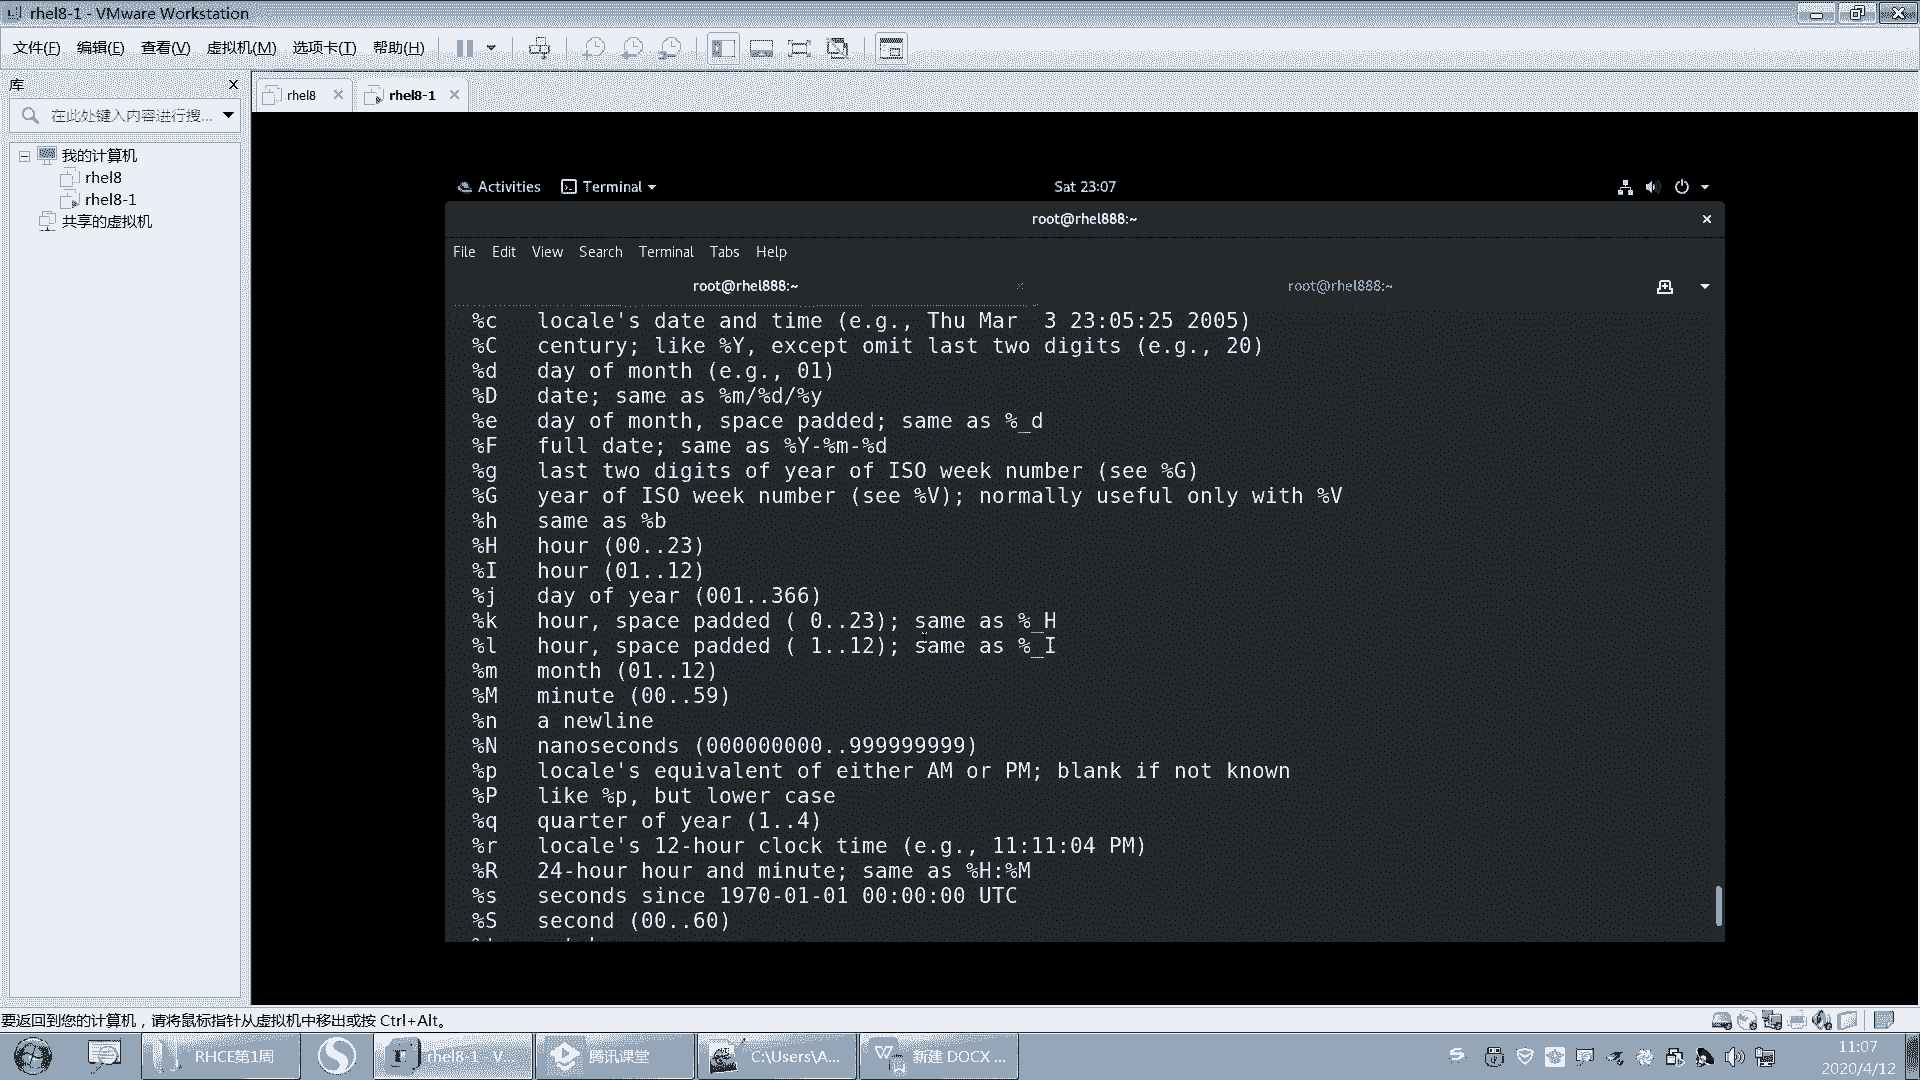 rhel8-1 - VMware Workstation
文件(F) 编辑(E) 查看(V) 虚拟机(M) 选项卡(T) 帮助(H)
库
在此处键入内容进行搜...
我的计算机
rhel8
rhel8-1
共享的虚拟机
rhel8
rhel8-1
Activities Terminal Sat 23:07
root@rhel888:~
File Edit View Search Terminal Tabs Help
root@rhel888:~ root@rhel888:~
%c locale's date and time (e.g., Thu Mar  3 23:05:25 2005)
%C century; like %Y, except omit last two digits (e.g., 20)
%d day of month (e.g., 01)
%D date; same as %m/%d/%y
%e day of month, space padded; same as %_d
%F full date; same as %Y-%m-%d
%g last two digits of year of ISO week number (see %G)
%G year of ISO week number (see %V); normally useful only with %V
%h same as %b
%H hour (00..23)
%I hour (01..12)
%j day of year (001..366)
%k hour, space padded ( 0..23); same as %_H
%l hour, space padded ( 1..12); same as %_I
%m month (01..12)
%M minute (00..59)
%n a newline
%N nanoseconds (000000000..999999999)
%p locale's equivalent of either AM or PM; blank if not known
%P like %p, but lower case
%q quarter of year (1..4)
%r locale's 12-hour clock time (e.g., 11:11:04 PM)
%R 24-hour hour and minute; same as %H:%M
%s seconds since 1970-01-01 00:00:00 UTC
%S second (00..60)
要返回到您的计算机，请将鼠标指针从虚拟机中移出或按 Ctrl+Alt。
RHCE第1周 rhel8-1 - V... 腾讯课堂 C:\Users\A... 新建 DOCX ...
11:07
2020/4/12